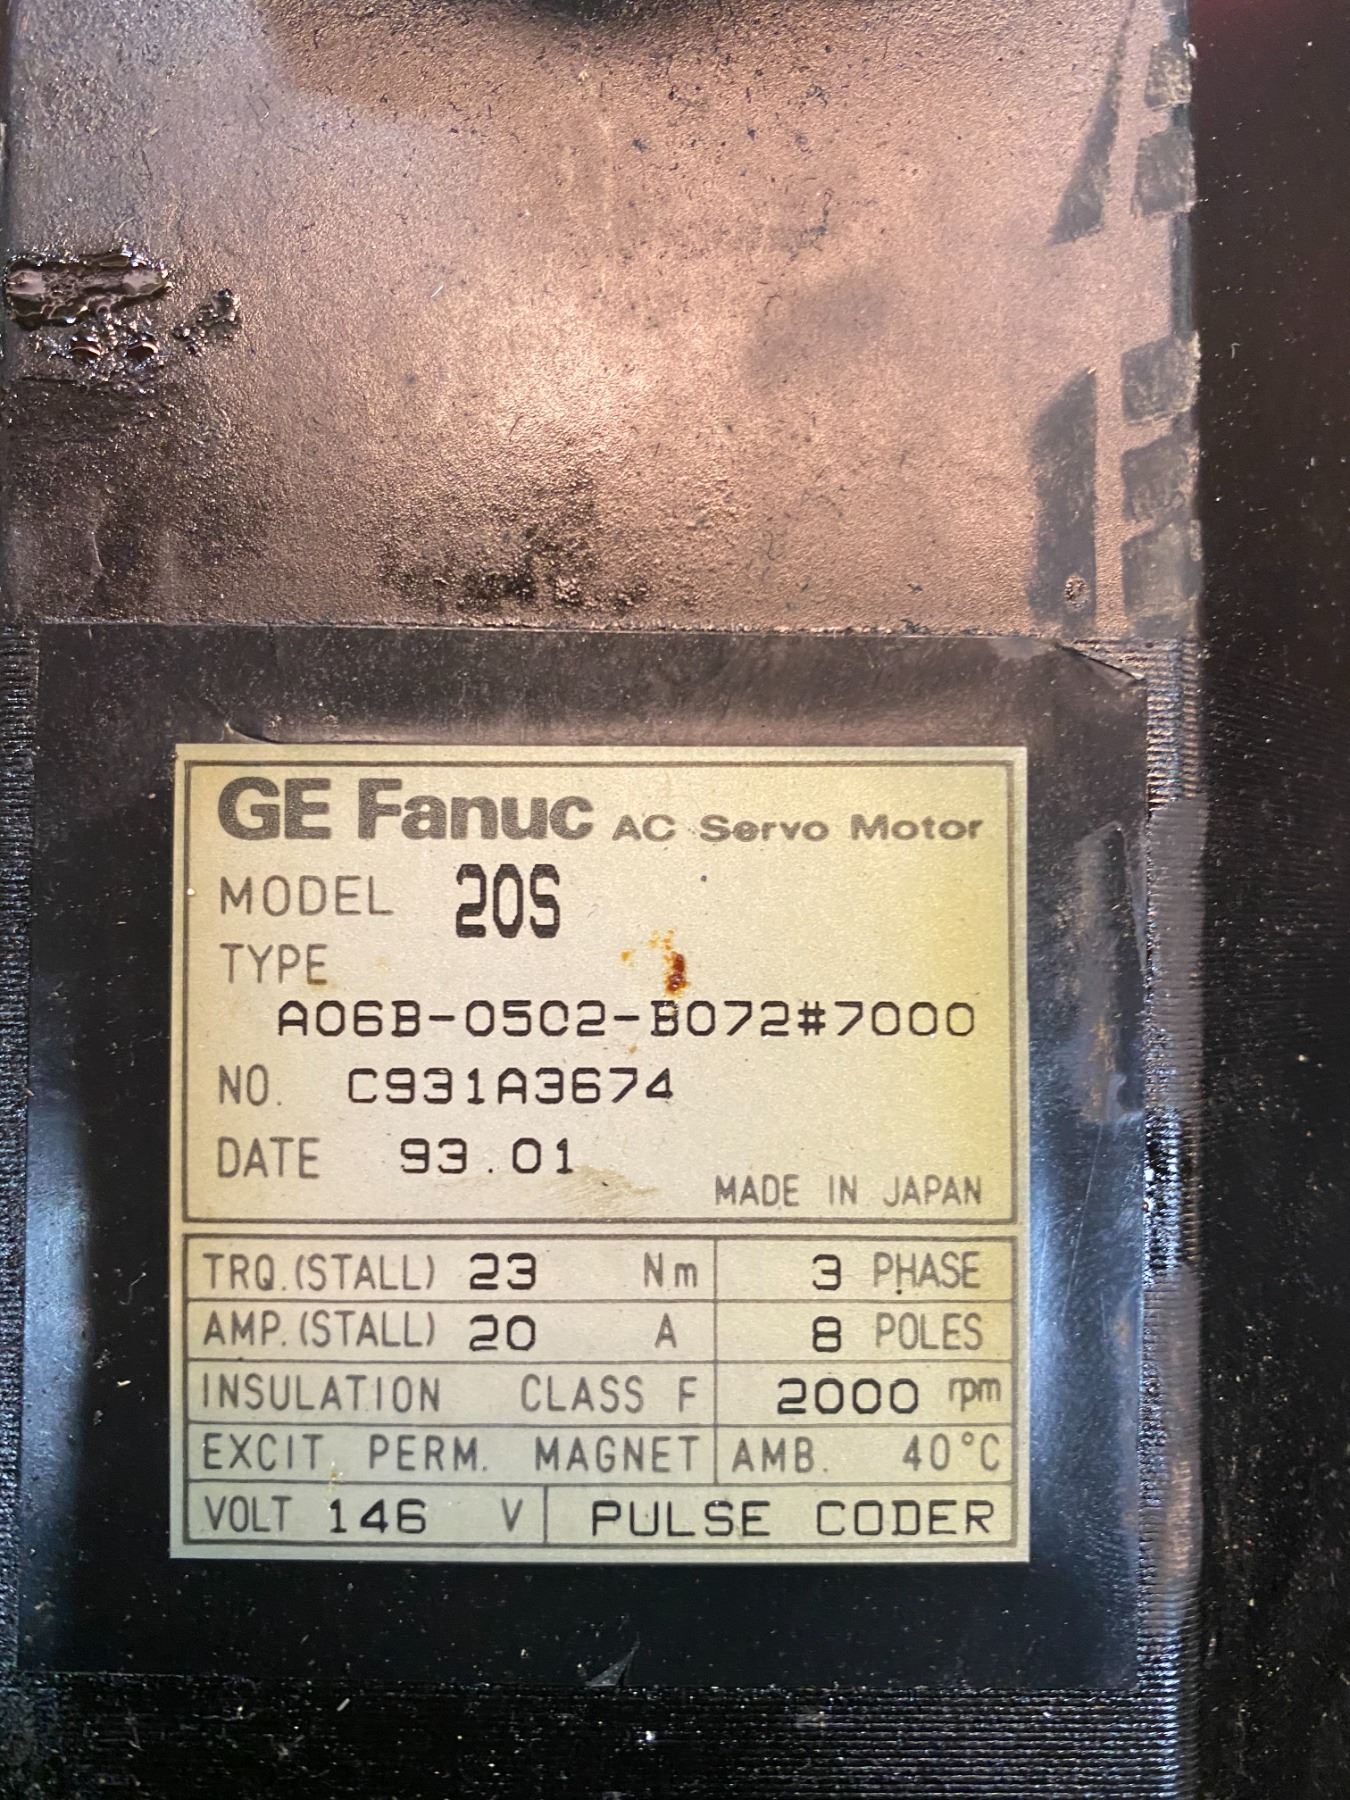 GE Fanuc AC Servo Motor
MODEL 20S
TYPE
A06B-0502-B072#7000
NO. C931A3674
DATE 93.01
MADE IN JAPAN
TRQ.(STALL) 23 Nm 3 PHASE
AMP.(STALL) 20 A 8 POLES
INSULATION CLASS F 2000 rpm
EXCIT. PERM. MAGNET AMB. 40°C
VOLT 146 V PULSE CODER